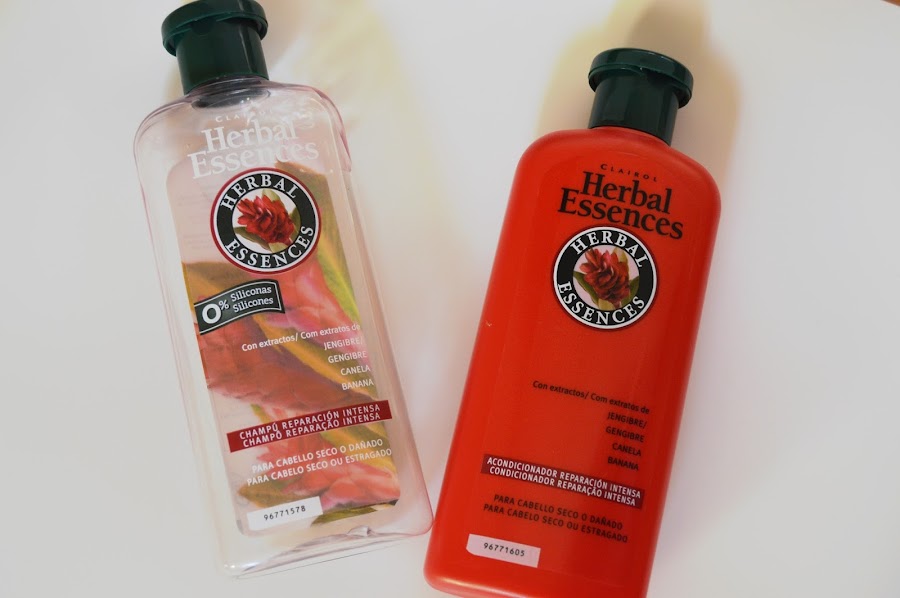 CLAIROL
Herbal
Essences
HERBAL
ESSENCES
0% Siliconas
Silicones
Con extractos/ Com extratos de
JENGIBRE/
GENGIBRE
CANELA
BANANA
CHAMPÚ REPARACIÓN INTENSA
CHAMPÔ REPARAÇÃO INTENSA
PARA CABELLO SECO O DAÑADO
PARA CABELO SECO OU ESTRAGADO
96771578
CLAIROL
Herbal
Essences
HERBAL
ESSENCES
Con extractos/ Com extratos de
JENGIBRE/
GENGIBRE
CANELA
BANANA
ACONDICIONADOR REPARACIÓN INTENSA
CONDICIONADOR REPARAÇÃO INTENSA
PARA CABELLO SECO O DAÑADO
PARA CABELO SECO OU ESTRAGADO
96771605